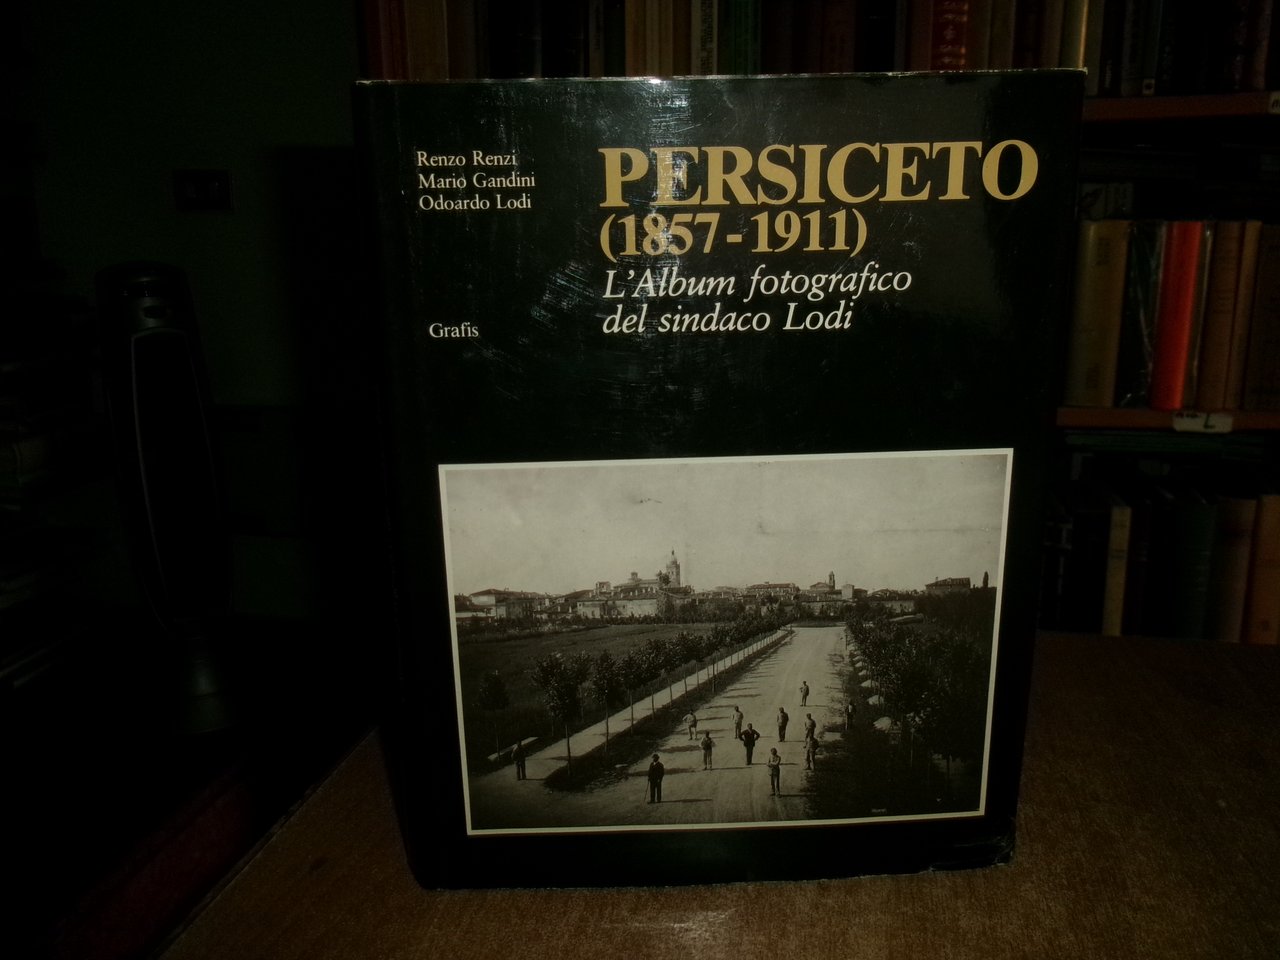 Renzo Renzi
Mario Gandini
Odoardo Lodi
PERSICETO
(1857-1911)
L'Album fotografico
del sindaco Lodi
Grafis